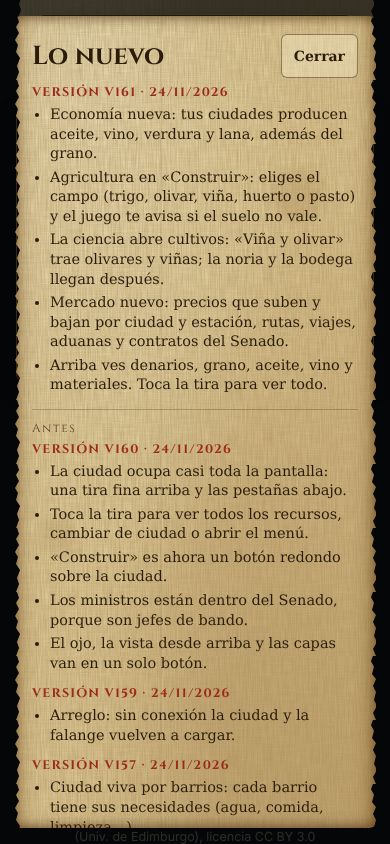 Lo nuevo
Cerrar
VERSIÓN V161 · 24/11/2026
• Economía nueva: tus ciudades producen
aceite, vino, verdura y lana, además del
grano.
• Agricultura en «Construir»: eliges el
campo (trigo, olivar, viña, huerto o pasto)
y el juego te avisa si el suelo no vale.
• La ciencia abre cultivos: «Viña y olivar»
trae olivares y viñas; la noria y la bodega
llegan después.
• Mercado nuevo: precios que suben y
bajan por ciudad y estación, rutas, viajes,
aduanas y contratos del Senado.
• Arriba ves denarios, grano, aceite, vino y
materiales. Toca la tira para ver todo.
Antes
VERSIÓN V160 · 24/11/2026
• La ciudad ocupa casi toda la pantalla:
una tira fina arriba y las pestañas abajo.
• Toca la tira para ver todos los recursos,
cambiar de ciudad o abrir el menú.
• «Construir» es ahora un botón redondo
sobre la ciudad.
• Los ministros están dentro del Senado,
porque son jefes de bando.
• El ojo, la vista desde arriba y las capas
van en un solo botón.
VERSIÓN V159 · 24/11/2026
• Arreglo: sin conexión la ciudad y la
falange vuelven a cargar.
VERSIÓN V157 · 24/11/2026
• Ciudad viva por barrios: cada barrio
tiene sus necesidades (agua, comida,
limpieza…)
(Univ. de Edimburgo), licencia CC BY 3.0